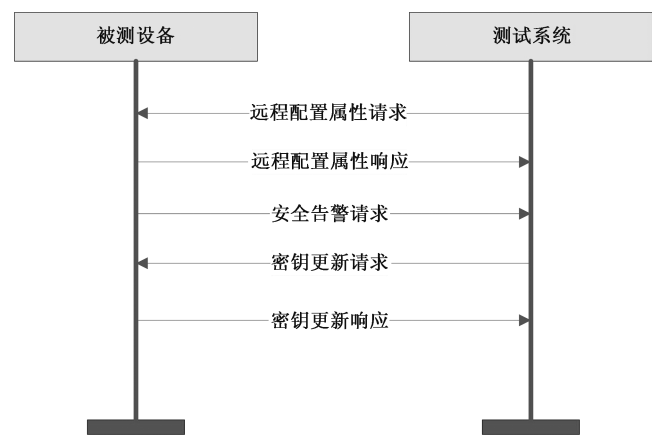 被测设备
测试系统
远程配置属性请求
远程配置属性响应
安全告警请求
密钥更新请求
密钥更新响应